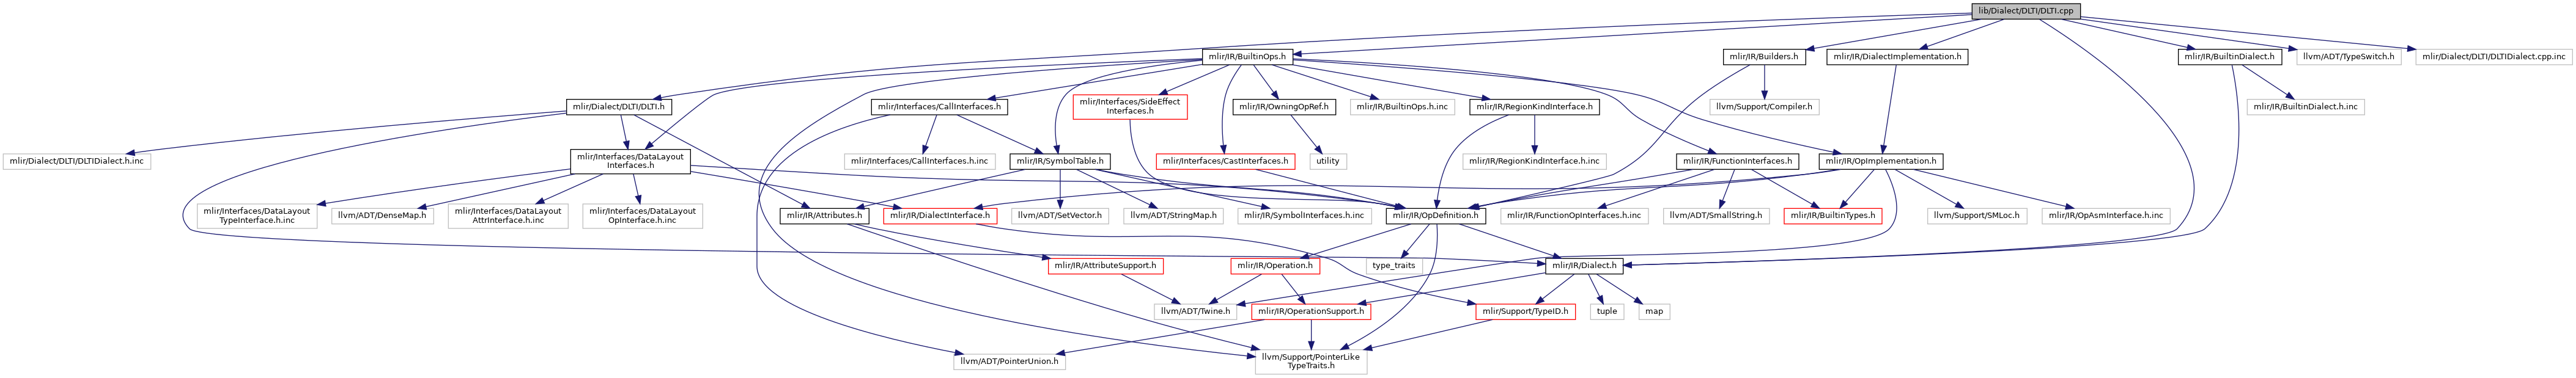 lib/Dialect/DLTI/DLTI.cpp
mlir/IR/BuiltinOps.h
mlir/IR/Builders.h
mlir/IR/DialectImplementation.h
mlir/IR/BuiltinDialect.h
llvm/ADT/TypeSwitch.h
mlir/Dialect/DLTI/DLTIDialect.cpp.inc
mlir/Dialect/DLTI/DLTI.h
mlir/Interfaces/CallInterfaces.h
mlir/Interfaces/SideEffect
Interfaces.h
mlir/IR/OwningOpRef.h
mlir/IR/BuiltinOps.h.inc
mlir/IR/RegionKindInterface.h
llvm/Support/Compiler.h
mlir/IR/BuiltinDialect.h.inc
mlir/Dialect/DLTI/DLTIDialect.h.inc
mlir/Interfaces/DataLayout
Interfaces.h
mlir/Interfaces/CallInterfaces.h.inc
mlir/IR/SymbolTable.h
mlir/Interfaces/CastInterfaces.h
utility
mlir/IR/RegionKindInterface.h.inc
mlir/IR/FunctionInterfaces.h
mlir/IR/OpImplementation.h
mlir/Interfaces/DataLayout
TypeInterface.h.inc
llvm/ADT/DenseMap.h
mlir/Interfaces/DataLayout
AttrInterface.h.inc
mlir/Interfaces/DataLayout
OpInterface.h.inc
mlir/IR/Attributes.h
mlir/IR/DialectInterface.h
llvm/ADT/SetVector.h
llvm/ADT/StringMap.h
mlir/IR/SymbolInterfaces.h.inc
mlir/IR/OpDefinition.h
mlir/IR/FunctionOpInterfaces.h.inc
llvm/ADT/SmallString.h
mlir/IR/BuiltinTypes.h
llvm/Support/SMLoc.h
mlir/IR/OpAsmInterface.h.inc
mlir/IR/AttributeSupport.h
mlir/IR/Operation.h
type_traits
mlir/IR/Dialect.h
llvm/ADT/Twine.h
mlir/IR/OperationSupport.h
mlir/Support/TypeID.h
tuple
map
llvm/ADT/PointerUnion.h
llvm/Support/PointerLike
TypeTraits.h